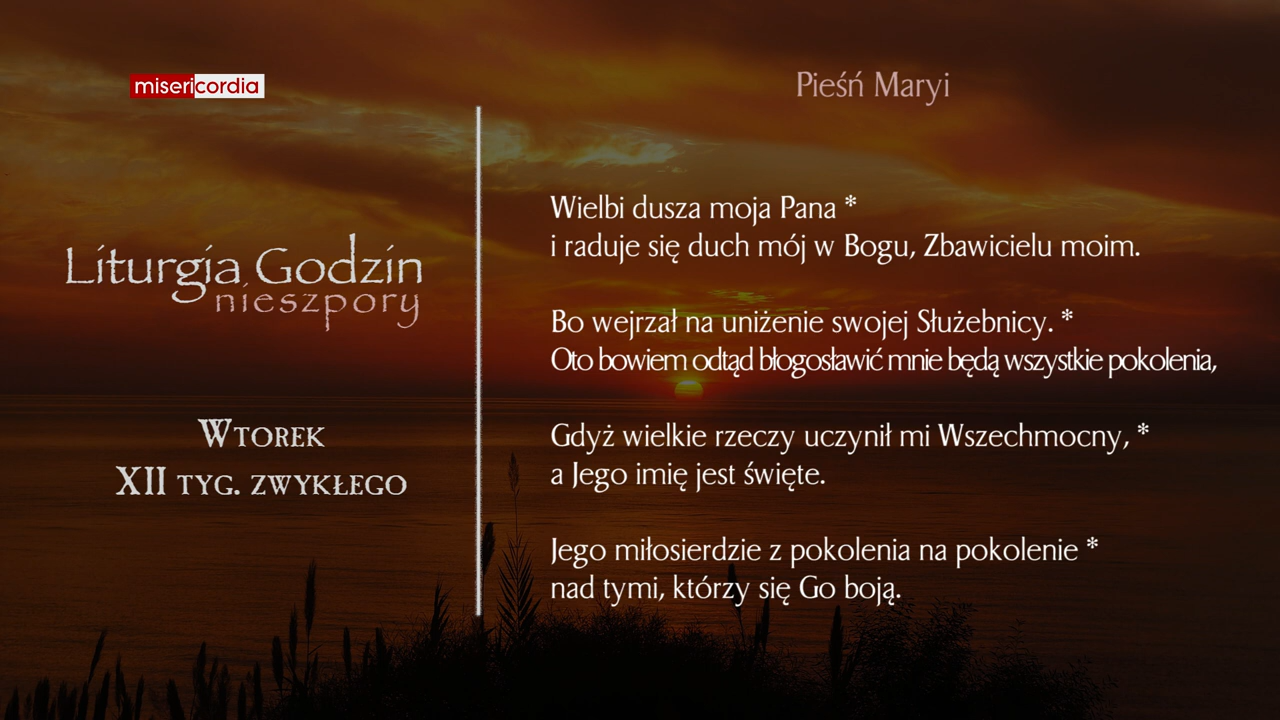 misericordia
Liturgia Godzin
nieszpory
Wtorek
XII tyg. zwykłego
Pieśń Maryi
Wielbi dusza moja Pana *
i raduje się duch mój w Bogu, Zbawicielu moim.
Bo wejrzał na uniżenie swojej Służebnicy. *
Oto bowiem odtąd błogosławić mnie będą wszystkie pokolenia,
Gdyż wielkie rzeczy uczynił mi Wszechmocny, *
a Jego imię jest święte.
Jego miłosierdzie z pokolenia na pokolenie *
nad tymi, którzy się Go boją.